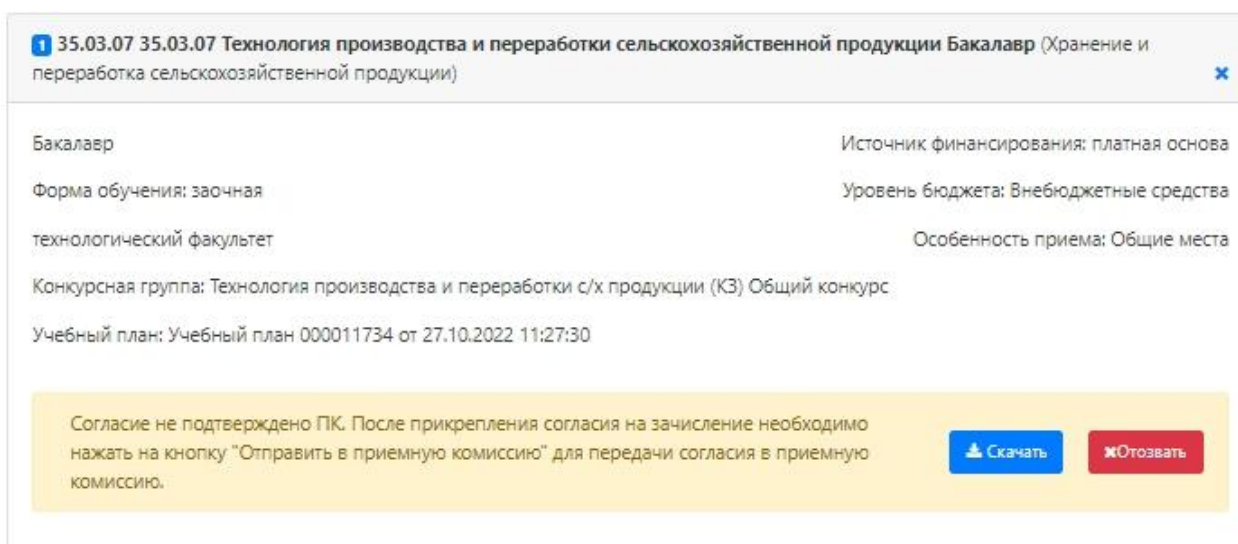 1 35.03.07 35.03.07 Технология производства и переработки сельскохозяйственной продукции Бакалавр (Хранение и
переработка сельскохозяйственной продукции)
Бакалавр
Источник финансирования: платная основа
Форма обучения: заочная
Уровень бюджета: Внебюджетные средства
технологический факультет
Особенность приема: Общие места
Конкурсная группа: Технология производства и переработки с/х продукции (КЗ) Общий конкурс
Учебный план: Учебный план 000011734 от 27.10.2022 11:27:30
Согласие не подтверждено ПК. После прикрепления согласия на зачисление необходимо
нажать на кнопку "Отправить в приемную комиссию" для передачи согласия в приемную
комиссию.
Скачать
Отозвать